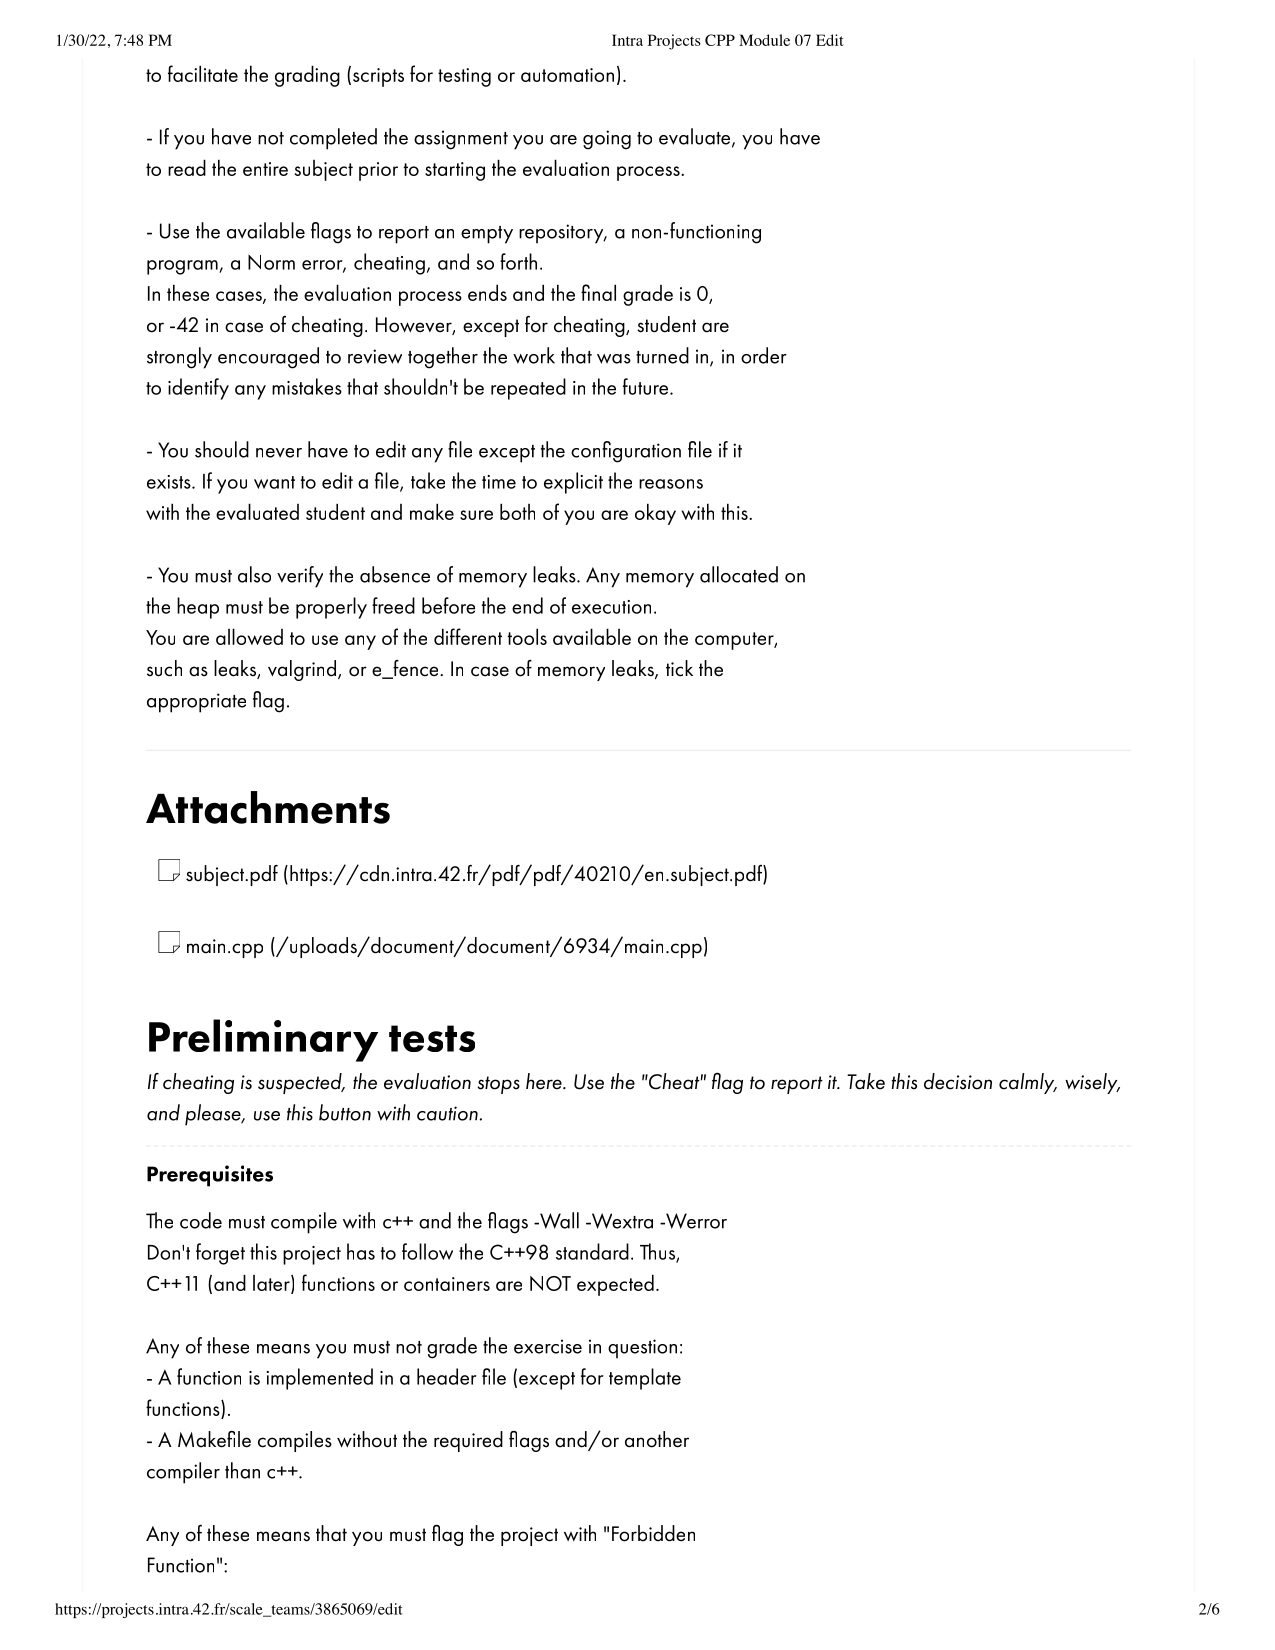 1/30/22, 7:48 PM Intra Projects CPP Module 07 Edit
to facilitate the grading (scripts for testing or automation).
- If you have not completed the assignment you are going to evaluate, you have
to read the entire subject prior to starting the evaluation process.
- Use the available flags to report an empty repository, a non-functioning
program, a Norm error, cheating, and so forth.
In these cases, the evaluation process ends and the final grade is 0,
or -42 in case of cheating. However, except for cheating, student are
strongly encouraged to review together the work that was turned in, in order
to identify any mistakes that shouldn't be repeated in the future.
- You should never have to edit any file except the configuration file if it
exists. If you want to edit a file, take the time to explicit the reasons
with the evaluated student and make sure both of you are okay with this.
- You must also verify the absence of memory leaks. Any memory allocated on
the heap must be properly freed before the end of execution.
You are allowed to use any of the different tools available on the computer,
such as leaks, valgrind, or e_fence. In case of memory leaks, tick the
appropriate flag.
Attachments
subject.pdf (https://cdn.intra.42.fr/pdf/pdf/40210/en.subject.pdf)
main.cpp (/uploads/document/document/6934/main.cpp)
Preliminary tests
If cheating is suspected, the evaluation stops here. Use the "Cheat" flag to report it. Take this decision calmly, wisely,
and please, use this button with caution.
Prerequisites
The code must compile with c++ and the flags -Wall -Wextra -Werror
Don't forget this project has to follow the C++98 standard. Thus,
C++11 (and later) functions or containers are NOT expected.
Any of these means you must not grade the exercise in question:
- A function is implemented in a header file (except for template
functions).
- A Makefile compiles without the required flags and/or another
compiler than c++.
Any of these means that you must flag the project with "Forbidden
Function":
https://projects.intra.42.fr/scale_teams/3865069/edit 2/6